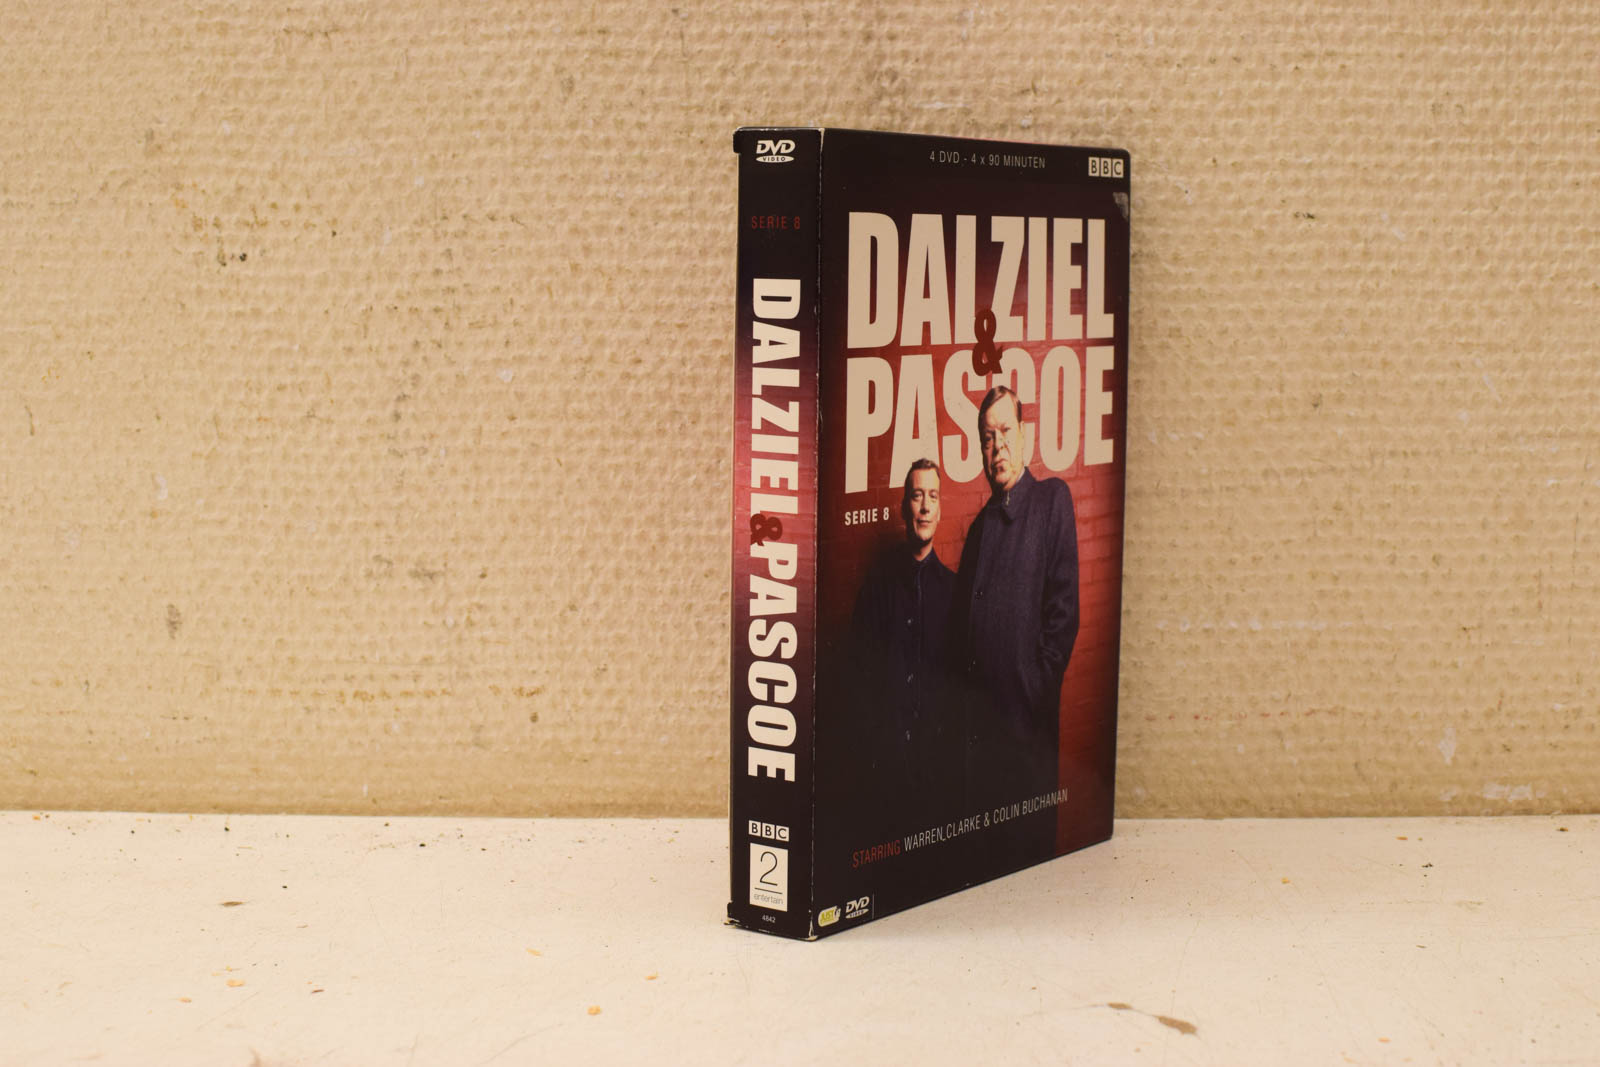 DVD
VIDEO
SERIE 8
DALZIEL & PASCOE
BBC
2
entertain
4642
4 DVD - 4 x 90 MINUTEN
BBC
DALZIEL
&
PASCOE
SERIE 8
STARRING WARREN CLARKE & COLIN BUCHANAN
DVD
VIDEO